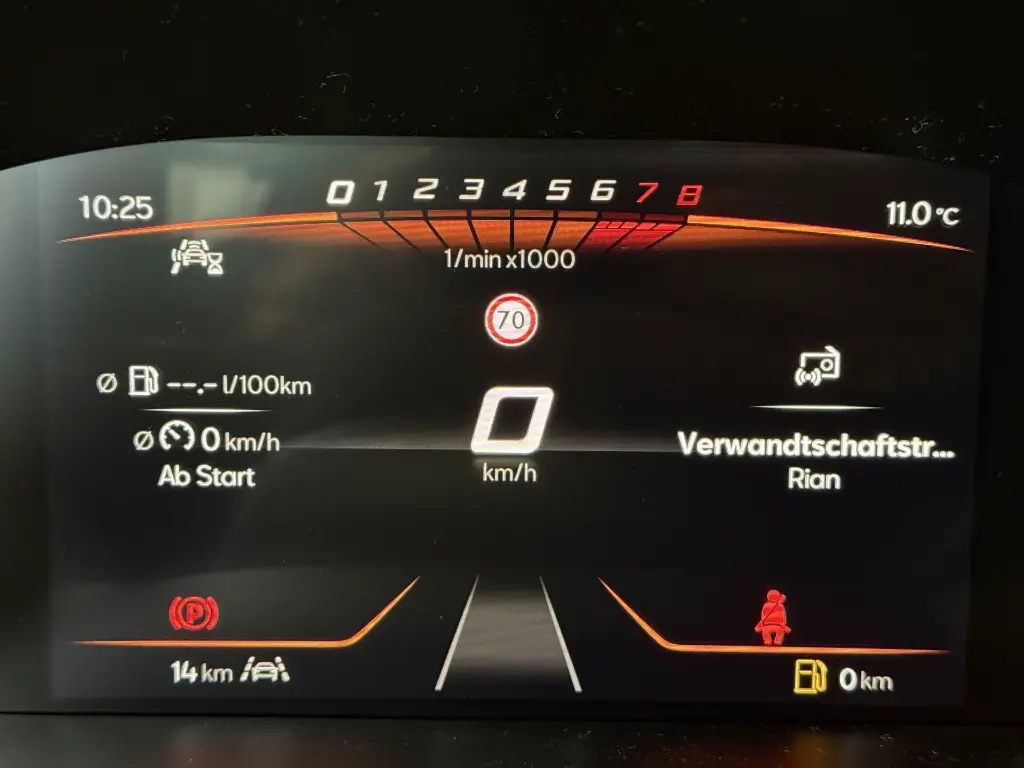 10:25
0 1 2 3 4 5 6 7 8
11.0 °C
1/min x1000
70
Ø --.- l/100km
Ø 0 km/h
Ab Start
0
km/h
Verwandtschaftstr...
Rian
P
14 km
0 km